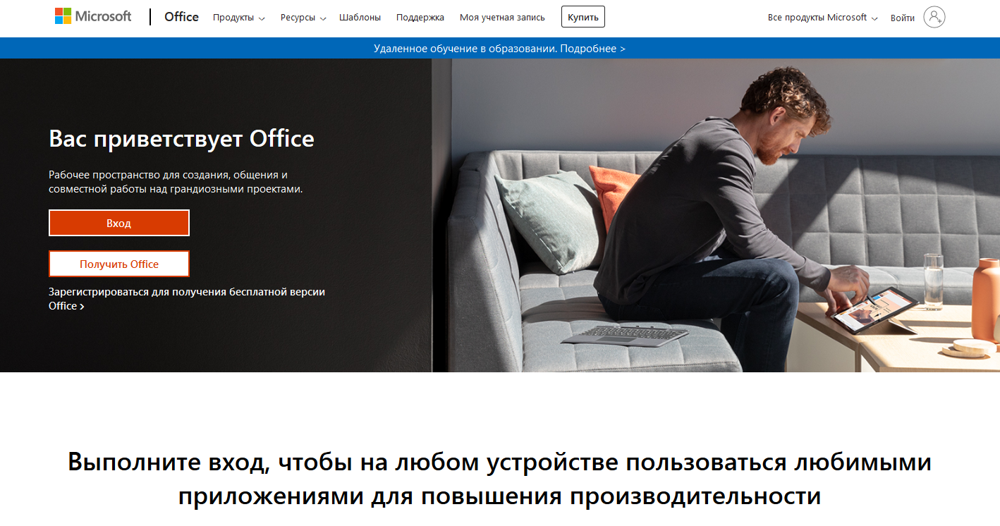 Microsoft Office Продукты Ресурсы Шаблоны Поддержка Моя учетная запись Купить Все продукты Microsoft Войти
Удаленное обучение в образовании. Подробнее >
Вас приветствует Office
Рабочее пространство для создания, общения и
совместной работы над грандиозными проектами.
Вход
Получить Office
Зарегистрироваться для получения бесплатной версии
Office ›
Выполните вход, чтобы на любом устройстве пользоваться любимыми
приложениями для повышения производительности